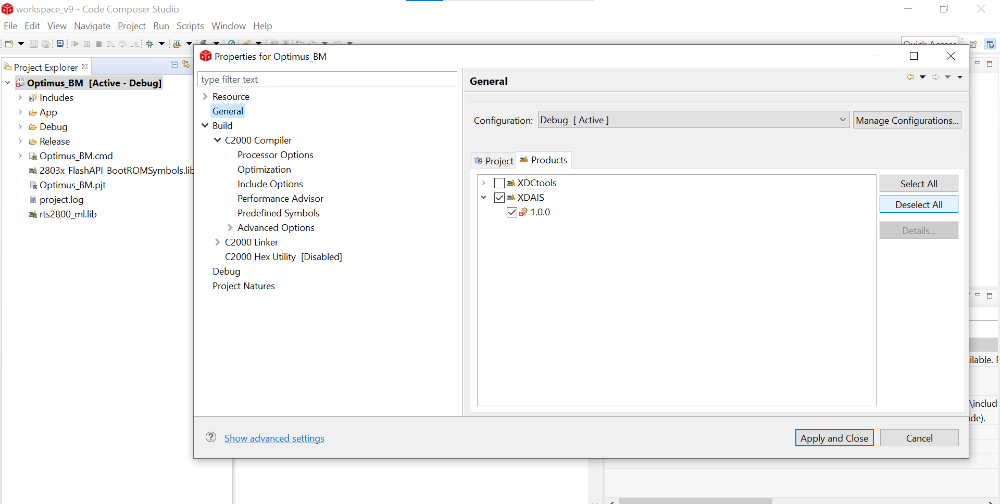 workspace_v9 - Code Composer Studio
File Edit View Navigate Project Run Scripts Window Help
Quick Access
Project Explorer
Optimus_BM [Active - Debug]
Includes
App
Debug
Release
Optimus_BM.cmd
2803x_FlashAPI_BootROMSymbols.lib
Optimus_BM.pjt
project.log
rts2800_ml.lib
Properties for Optimus_BM
type filter text
Resource
General
Build
C2000 Compiler
Processor Options
Optimization
Include Options
Performance Advisor
Predefined Symbols
Advanced Options
C2000 Linker
C2000 Hex Utility [Disabled]
Debug
Project Natures
General
Configuration: Debug [ Active ] Manage Configurations...
Project Products
XDCtools
XDAIS
1.0.0
Select All
Deselect All
Details...
Show advanced settings
Apply and Close Cancel
ilable.
\includ
de).